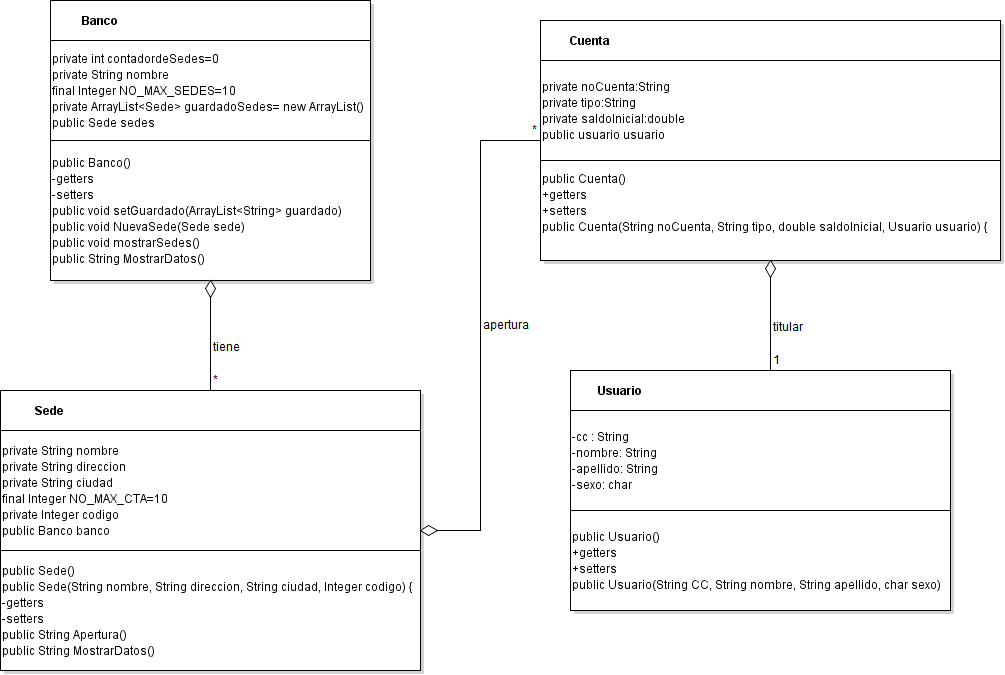 Banco
private int contadordeSedes=0
private String nombre
final Integer NO_MAX_SEDES=10
private ArrayList<Sede> guardadoSedes= new ArrayList()
public Sede sedes
public Banco()
-getters
-setters
public void setGuardado(ArrayList<String> guardado)
public void NuevaSede(Sede sede)
public void mostrarSedes()
public String MostrarDatos()
Cuenta
private noCuenta:String
private tipo:String
private saldoInicial:double
public usuario usuario
public Cuenta()
+getters
+setters
public Cuenta(String noCuenta, String tipo, double saldoInicial, Usuario usuario) {
*
apertura
tiene
*
titular
1
Sede
private String nombre
private String direccion
private String ciudad
final Integer NO_MAX_CTA=10
private Integer codigo
public Banco banco
public Sede()
public Sede(String nombre, String direccion, String ciudad, Integer codigo) {
-getters
-setters
public String Apertura()
public String MostrarDatos()
Usuario
-cc : String
-nombre: String
-apellido: String
-sexo: char
public Usuario()
+getters
+setters
public Usuario(String CC, String nombre, String apellido, char sexo)